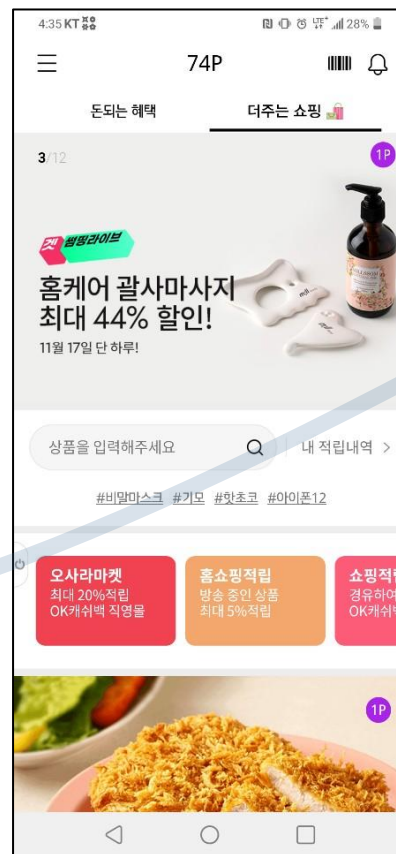 4:35 KT
28%
74P
돈되는 혜택
더주는 쇼핑
3/12
1P
겟 썸띵라이브
홈케어 괄사마사지
최대 44% 할인!
11월 17일 단 하루!
상품을 입력해주세요
내 적립내역 >
#비말마스크 #기모 #핫초코 #아이폰12
오사라마켓
최대 20%적립
OK캐쉬백 직영몰
홈쇼핑적립
방송 중인 상품
최대 5%적립
쇼핑적
경유하여
OK캐쉬
1P